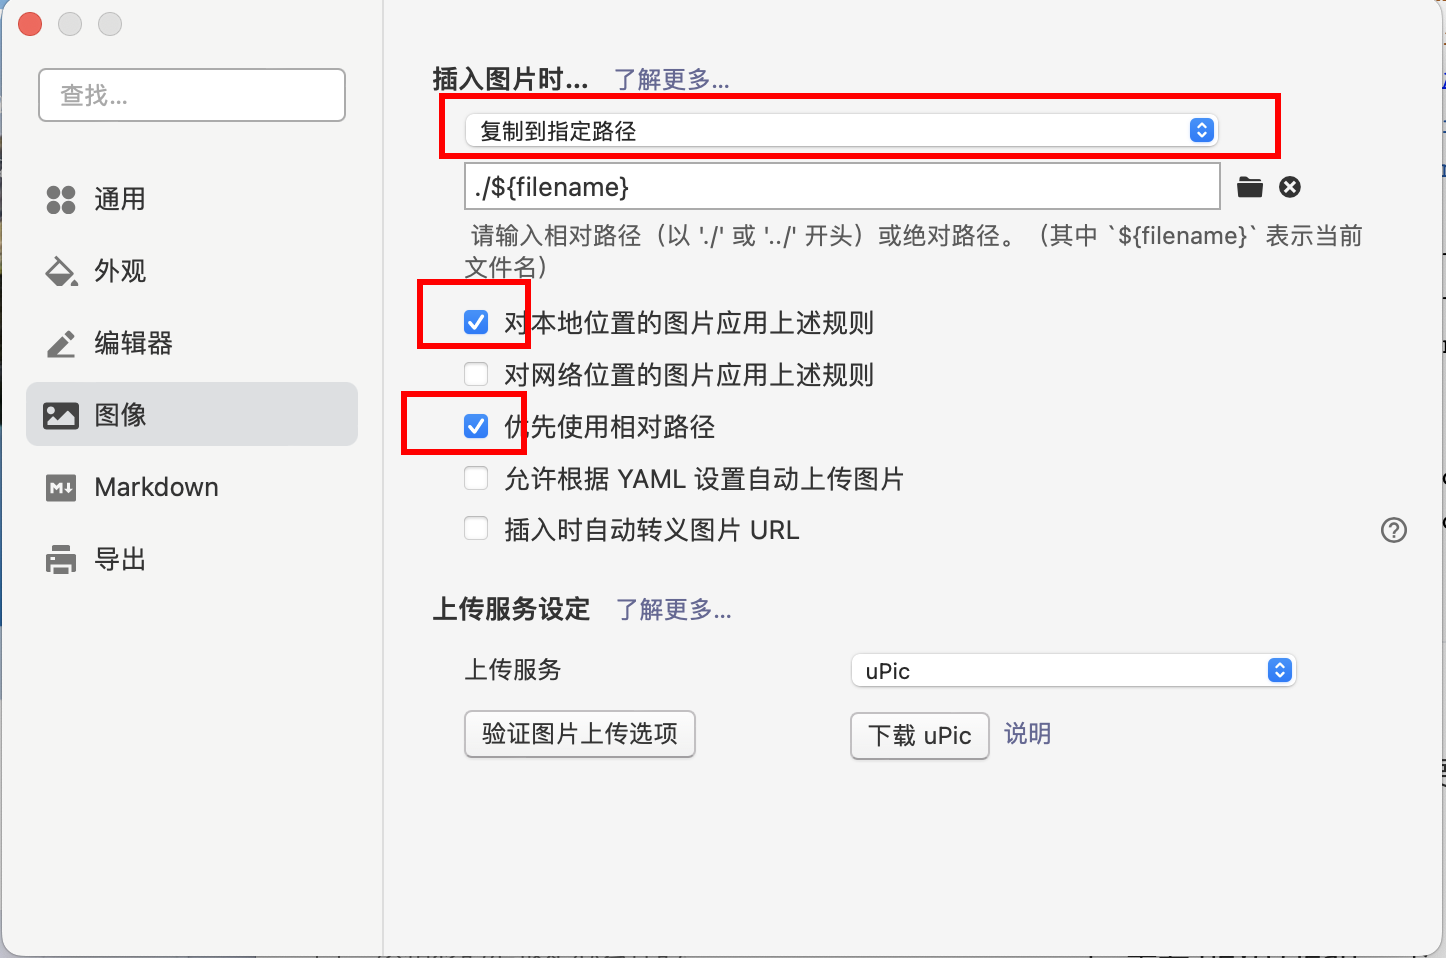 查找...
通用
外观
编辑器
图像
Markdown
导出
插入图片时... 了解更多...
复制到指定路径
./${filename}
请输入相对路径（以 './' 或 '../' 开头）或绝对路径。（其中 `${filename}` 表示当前
文件名）
对本地位置的图片应用上述规则
对网络位置的图片应用上述规则
优先使用相对路径
允许根据 YAML 设置自动上传图片
插入时自动转义图片 URL
上传服务设定 了解更多...
上传服务 uPic
验证图片上传选项 下载 uPic 说明